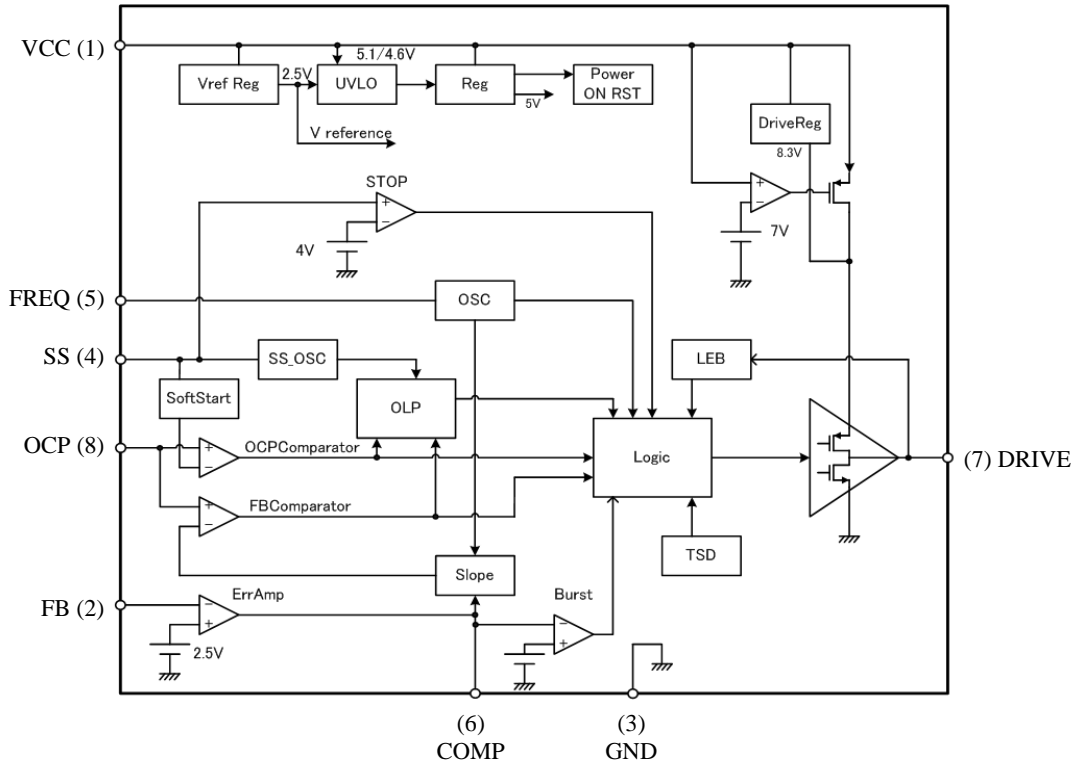 VCC (1)
5.1/4.6V
Vref Reg
2.5V
UVLO
Reg
Power
ON RST
5V
V reference
DriveReg
8.3V
STOP
+
−
4V
+
−
7V
FREQ (5)
OSC
SS (4)
SS_OSC
LEB
SoftStart
OLP
OCP (8)
+
−
OCPComparator
Logic
(7) DRIVE
+
−
FBComparator
TSD
Slope
FB (2)
ErrAmp
−
+
2.5V
Burst
−
+
(6)
COMP
(3)
GND